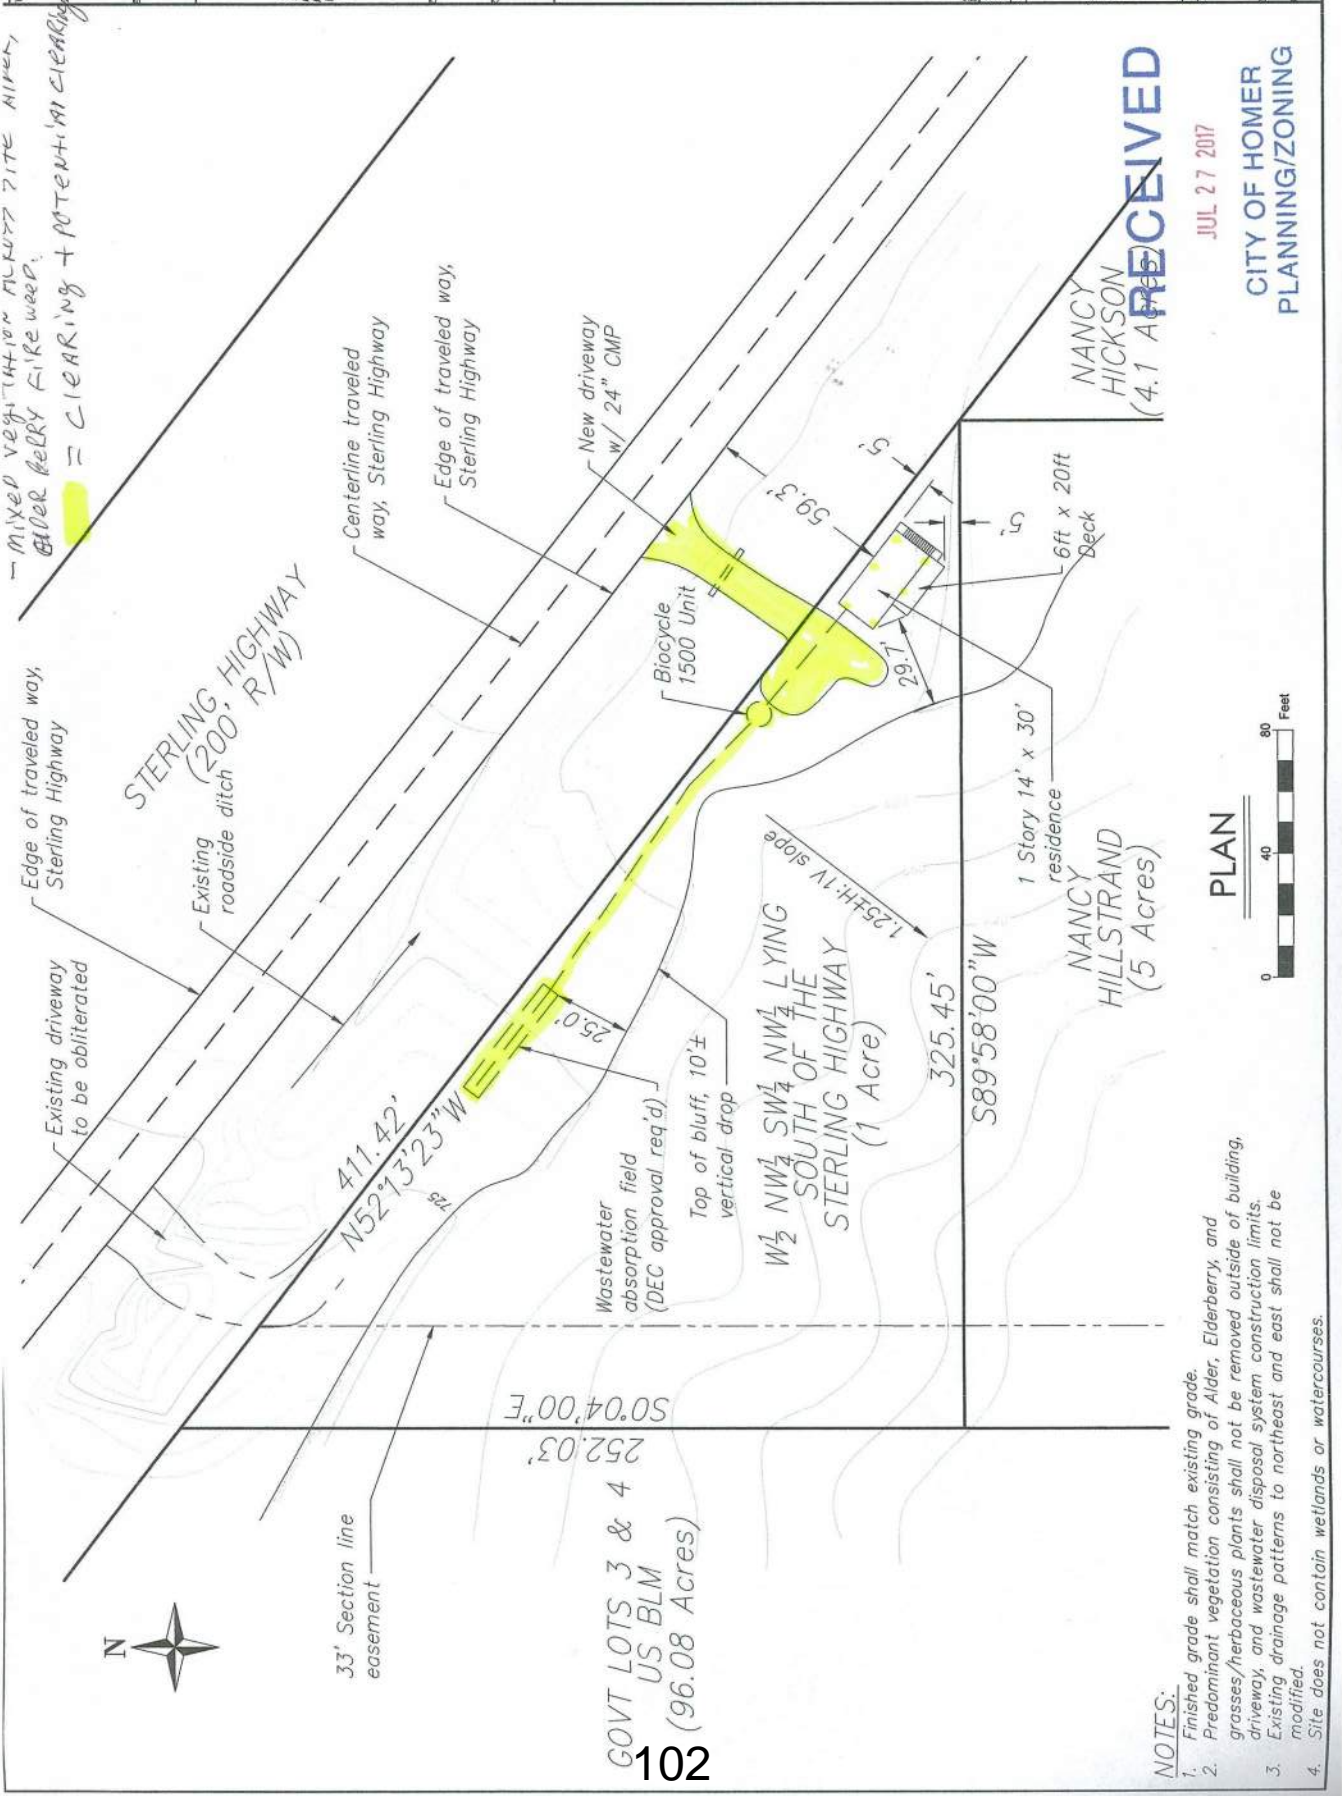 - MIXED
= CLEARING + POTENTIAL CLEARING
Edge of traveled way,
Sterling Highway
STERLING HIGHWAY
(200' R/W)
Existing driveway
to be obliterated
Existing
roadside ditch
Centerline traveled
way, Sterling Highway
Edge of traveled way,
Sterling Highway
New driveway
w/ 24" CMP
Biocycle
1500 Unit
59.3'
5'
5'
29.7'
6ft x 20ft
Deck
1 Story 14' x 30'
residence
411.42'
N52°13'23"W
725
25.0'
Wastewater
absorption field
(DEC approval req'd)
Top of bluff, 10'±
vertical drop
1.25±H:1V slope
W½ NW¼ SW¼ NW¼ LYING
SOUTH OF THE
STERLING HIGHWAY
(1 Acre)
325.45'
S89°58'00"W
S0°04'00"E
252.03'
33' Section line
easement
GOVT LOTS 3 & 4
US BLM
(96.08 Acres)
NANCY
HILLSTRAND
(5 Acres)
NANCY
HICKSON
(4.1 Acres)
N
PLAN
0 40 80 Feet
NOTES:
1. Finished grade shall match existing grade.
2. Predominant vegetation consisting of Alder, Elderberry, and
grasses/herbaceous plants shall not be removed outside of building,
driveway, and wastewater disposal system construction limits.
3. Existing drainage patterns to northeast and east shall not be
modified.
4. Site does not contain wetlands or watercourses.
RECEIVED
JUL 27 2017
CITY OF HOMER
PLANNING/ZONING
102